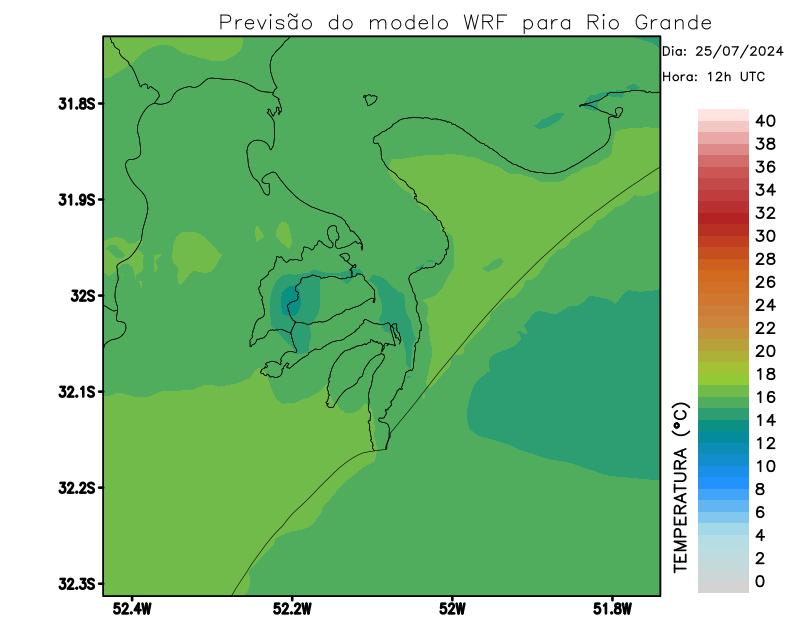 Previsão do modelo WRF para Rio Grande
Dia: 25/07/2024
Hora: 12h UTC
31.8S
31.9S
32S
32.1S
32.2S
32.3S
52.4W
52.2W
52W
51.8W
TEMPERATURA (°C)
40
38
36
34
32
30
28
26
24
22
20
18
16
14
12
10
8
6
4
2
0